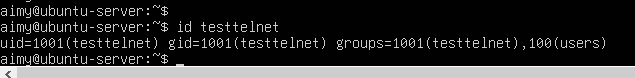 aimy@ubuntu-server:~$
aimy@ubuntu-server:~$ id testtelnet
uid=1001(testtelnet) gid=1001(testtelnet) groups=1001(testtelnet),100(users)
aimy@ubuntu-server:~$ _